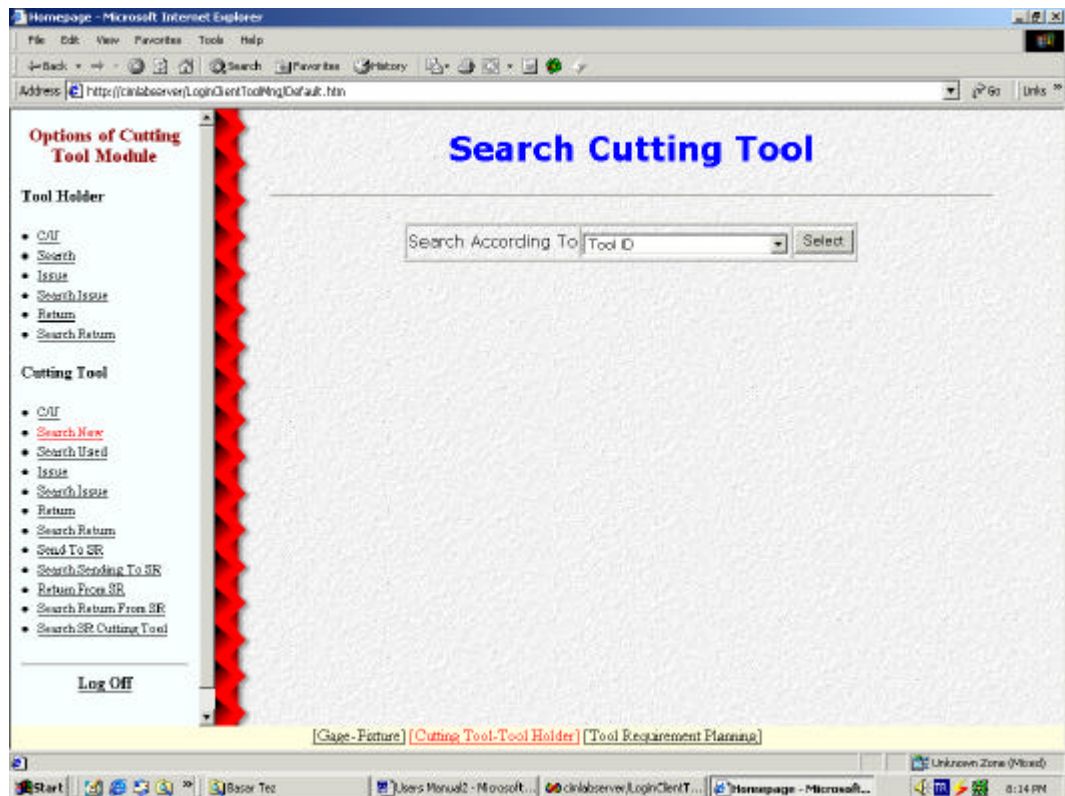 Homepage - Microsoft Internet Explorer
File Edit View Favorites Tools Help
Back Search Favorites History
Address http://cimlabserver/LoginClientToolMng/Default.htm Go Links »
Options of Cutting
Tool Module
Tool Holder
C/U
Search
Issue
Search Issue
Return
Search Return
Cutting Tool
C/U
Search New
Search Used
Issue
Search Issue
Return
Search Return
Send To SR
Search Sending To SR
Return From SR
Search Return From SR
Search SR Cutting Tool
Log Off
Search Cutting Tool
Search According To Tool ID Select
[Gage-Fixture] [Cutting Tool-Tool Holder] [Tool Requirement Planning]
Unknown Zone (Mixed)
Start » Basar Tez Users Manual2 - Microsoft... cimlabserver/LoginClientT... Homepage - Microsoft... 8:14 PM